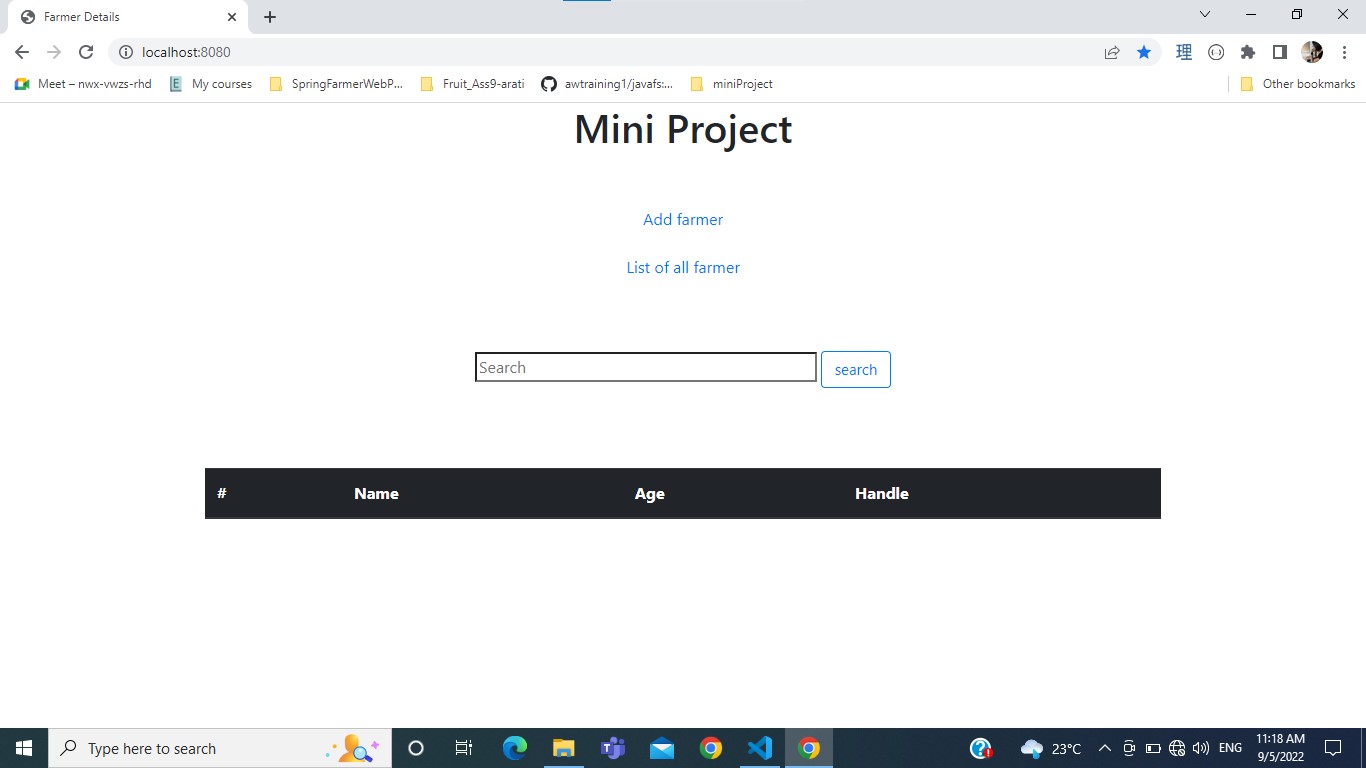 Farmer Details
localhost:8080
Meet – nwx-vwzs-rhd
My courses
SpringFarmerWebP...
Fruit_Ass9-arati
awtraining1/javafs:...
miniProject
Other bookmarks
Mini Project
Add farmer
List of all farmer
Search
search
# Name Age Handle
Type here to search
23°C
ENG
11:18 AM
9/5/2022